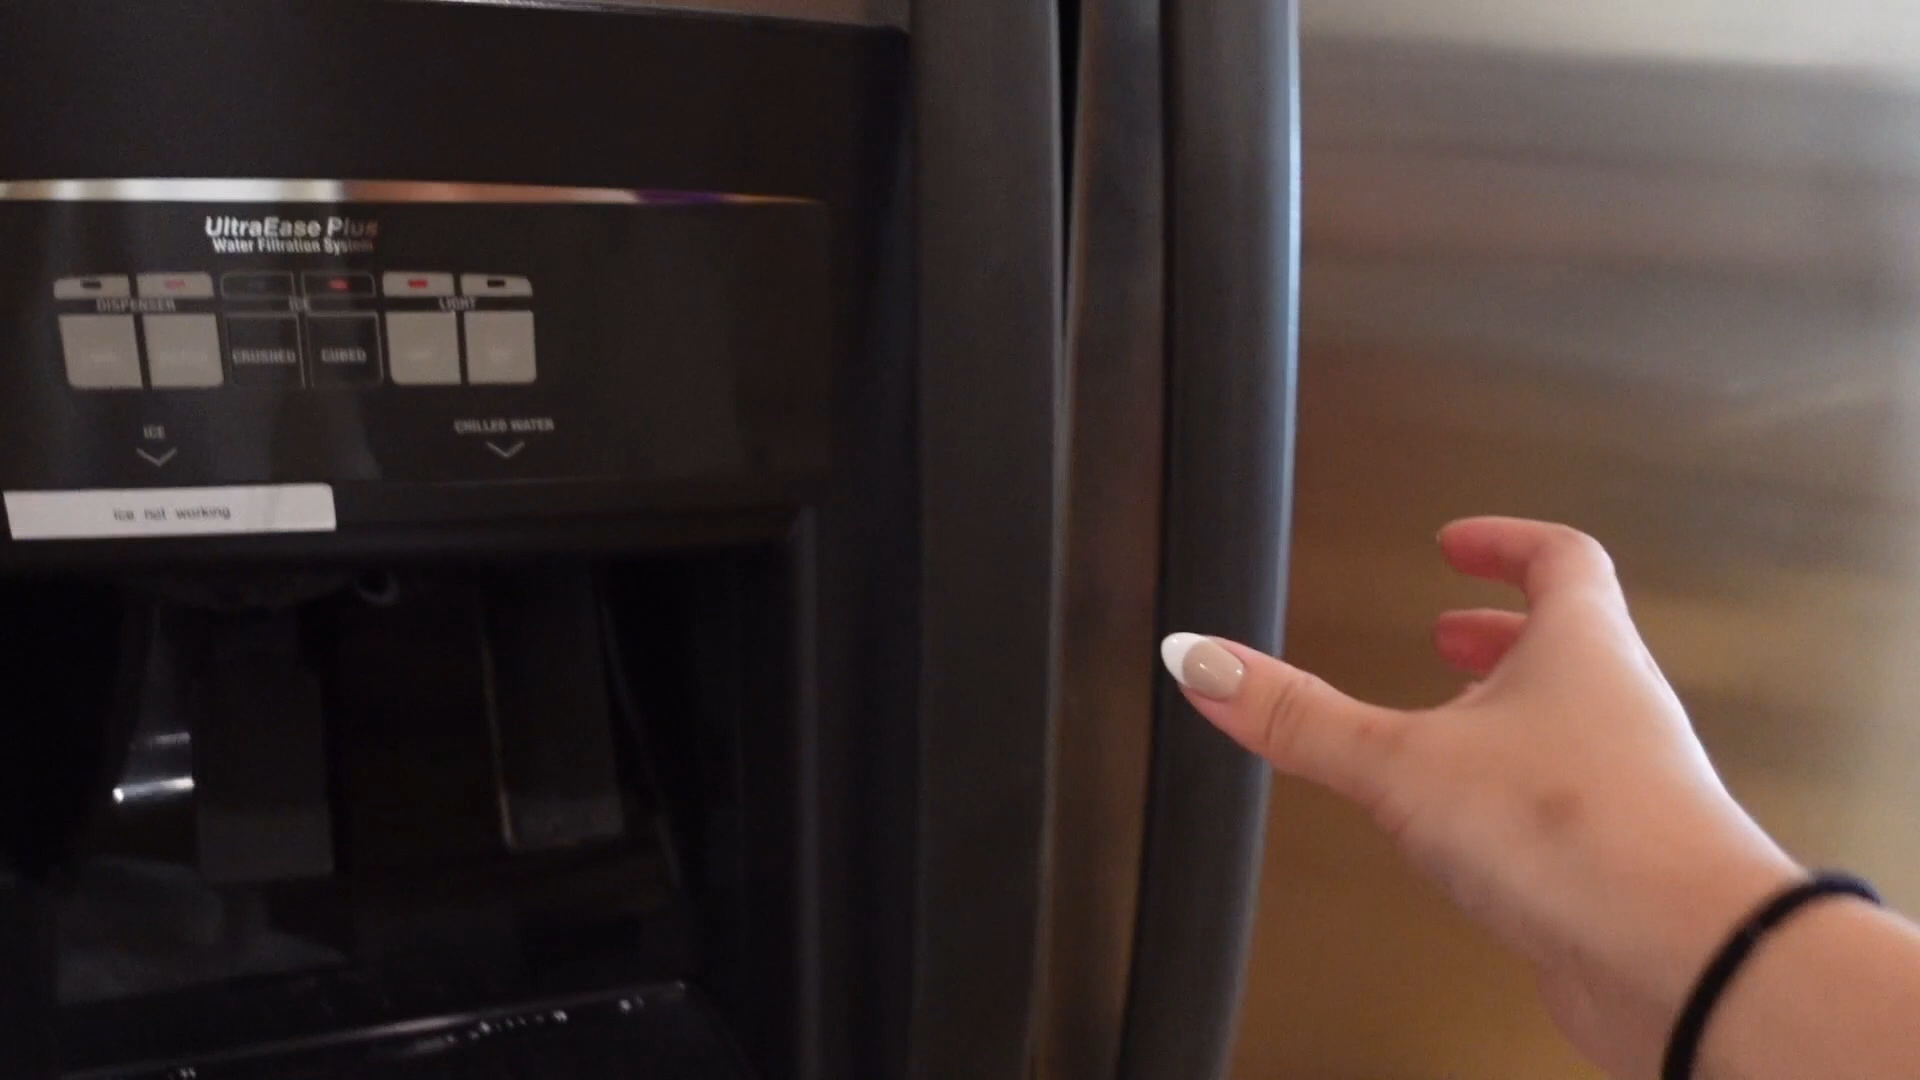 UltraEase Plus
Water Filtration System
DISPENSER ICE LIGHT
CRUSHED CUBED
ICE CHILLED WATER
Ice not working